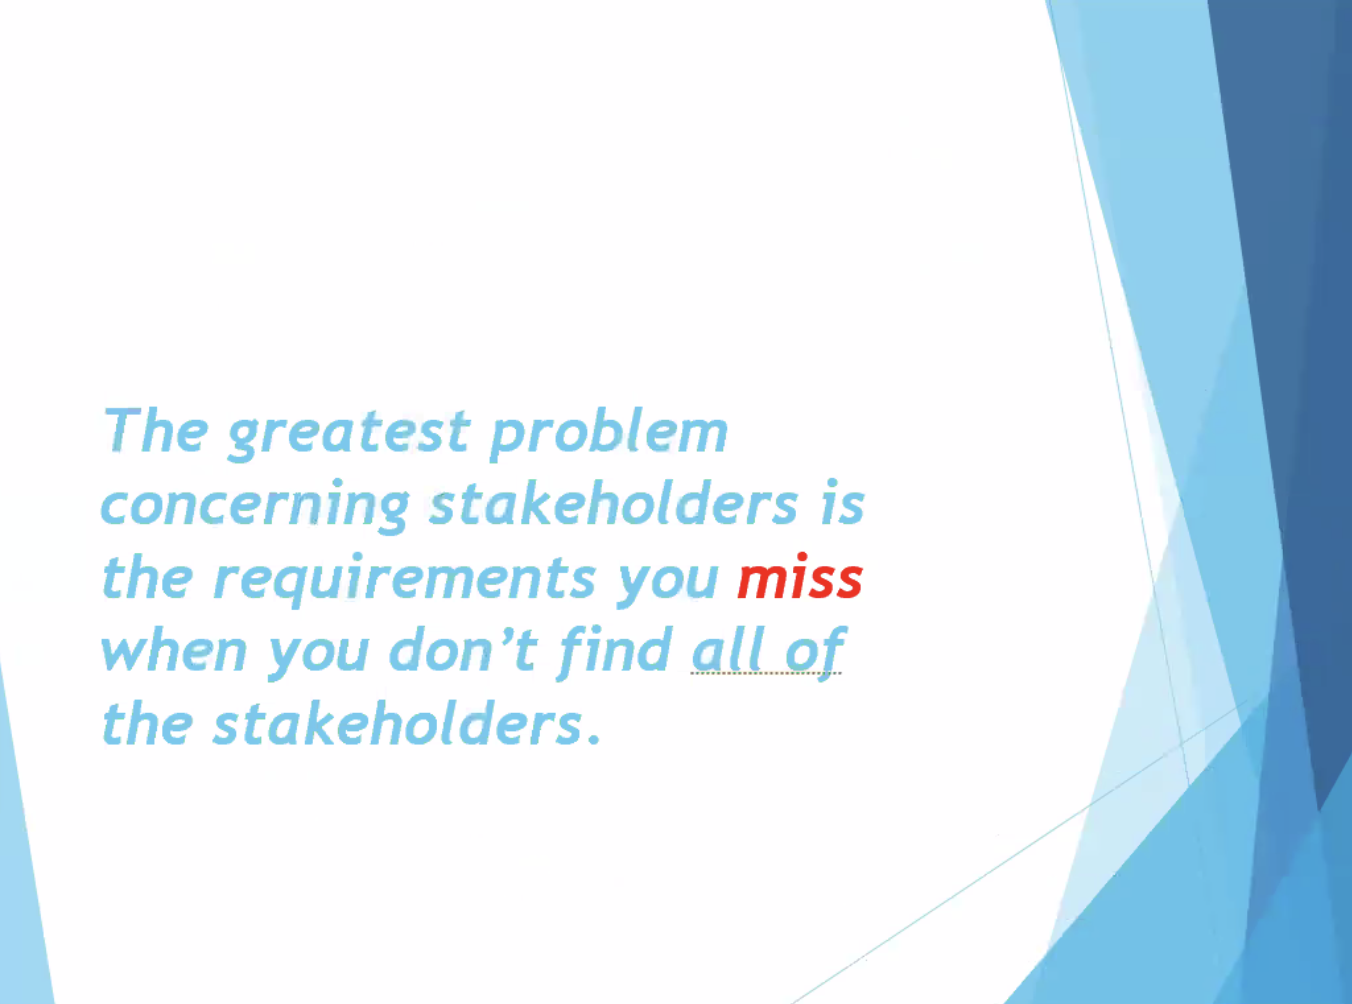 The greatest problem
concerning stakeholders is
the requirements you miss
when you don’t find all of
the stakeholders.